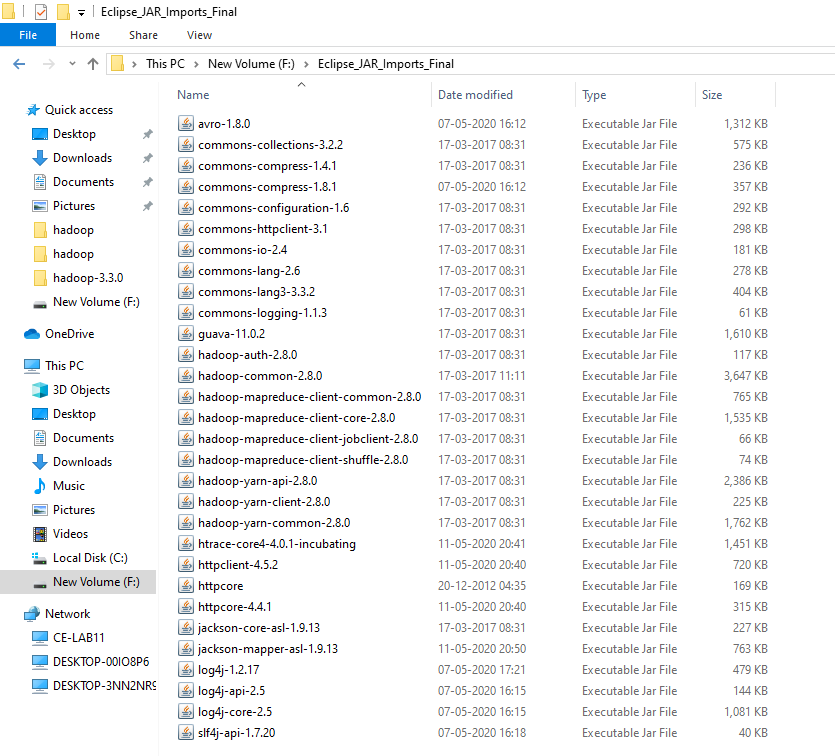 Eclipse_JAR_Imports_Final
File Home Share View
This PC New Volume (F:) Eclipse_JAR_Imports_Final
Name Date modified Type Size
Quick access
Desktop
Downloads
Documents
Pictures
hadoop
hadoop
hadoop-3.3.0
New Volume (F:)
OneDrive
This PC
3D Objects
Desktop
Documents
Downloads
Music
Pictures
Videos
Local Disk (C:)
New Volume (F:)
Network
CE-LAB11
DESKTOP-00IO8P6
DESKTOP-3NN2NR9
avro-1.8.0 07-05-2020 16:12 Executable Jar File 1,312 KB
commons-collections-3.2.2 17-03-2017 08:31 Executable Jar File 575 KB
commons-compress-1.4.1 17-03-2017 08:31 Executable Jar File 236 KB
commons-compress-1.8.1 07-05-2020 16:12 Executable Jar File 357 KB
commons-configuration-1.6 17-03-2017 08:31 Executable Jar File 292 KB
commons-httpclient-3.1 17-03-2017 08:31 Executable Jar File 298 KB
commons-io-2.4 17-03-2017 08:31 Executable Jar File 181 KB
commons-lang-2.6 17-03-2017 08:31 Executable Jar File 278 KB
commons-lang3-3.3.2 17-03-2017 08:31 Executable Jar File 404 KB
commons-logging-1.1.3 17-03-2017 08:31 Executable Jar File 61 KB
guava-11.0.2 17-03-2017 08:31 Executable Jar File 1,610 KB
hadoop-auth-2.8.0 17-03-2017 08:31 Executable Jar File 117 KB
hadoop-common-2.8.0 17-03-2017 11:11 Executable Jar File 3,647 KB
hadoop-mapreduce-client-common-2.8.0 17-03-2017 08:31 Executable Jar File 765 KB
hadoop-mapreduce-client-core-2.8.0 17-03-2017 08:31 Executable Jar File 1,535 KB
hadoop-mapreduce-client-jobclient-2.8.0 17-03-2017 08:31 Executable Jar File 66 KB
hadoop-mapreduce-client-shuffle-2.8.0 17-03-2017 08:31 Executable Jar File 74 KB
hadoop-yarn-api-2.8.0 17-03-2017 08:31 Executable Jar File 2,386 KB
hadoop-yarn-client-2.8.0 17-03-2017 08:31 Executable Jar File 225 KB
hadoop-yarn-common-2.8.0 17-03-2017 08:31 Executable Jar File 1,762 KB
htrace-core4-4.0.1-incubating 11-05-2020 20:41 Executable Jar File 1,451 KB
httpclient-4.5.2 11-05-2020 20:40 Executable Jar File 720 KB
httpcore 20-12-2012 04:35 Executable Jar File 169 KB
httpcore-4.4.1 11-05-2020 20:40 Executable Jar File 315 KB
jackson-core-asl-1.9.13 17-03-2017 08:31 Executable Jar File 227 KB
jackson-mapper-asl-1.9.13 11-05-2020 20:50 Executable Jar File 763 KB
log4j-1.2.17 07-05-2020 17:21 Executable Jar File 479 KB
log4j-api-2.5 07-05-2020 16:15 Executable Jar File 144 KB
log4j-core-2.5 07-05-2020 16:15 Executable Jar File 1,081 KB
slf4j-api-1.7.20 07-05-2020 16:18 Executable Jar File 40 KB